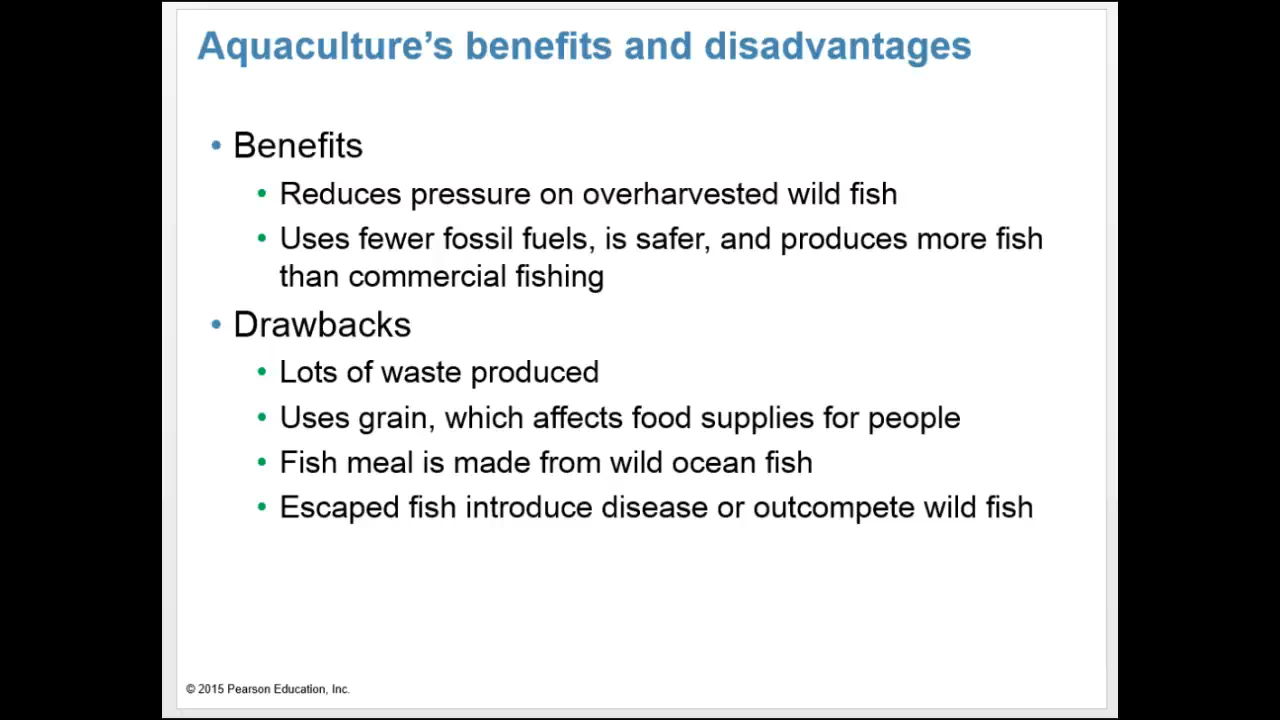 Aquaculture’s benefits and disadvantages
• Benefits
• Reduces pressure on overharvested wild fish
• Uses fewer fossil fuels, is safer, and produces more fish
than commercial fishing
• Drawbacks
• Lots of waste produced
• Uses grain, which affects food supplies for people
• Fish meal is made from wild ocean fish
• Escaped fish introduce disease or outcompete wild fish
© 2015 Pearson Education, Inc.